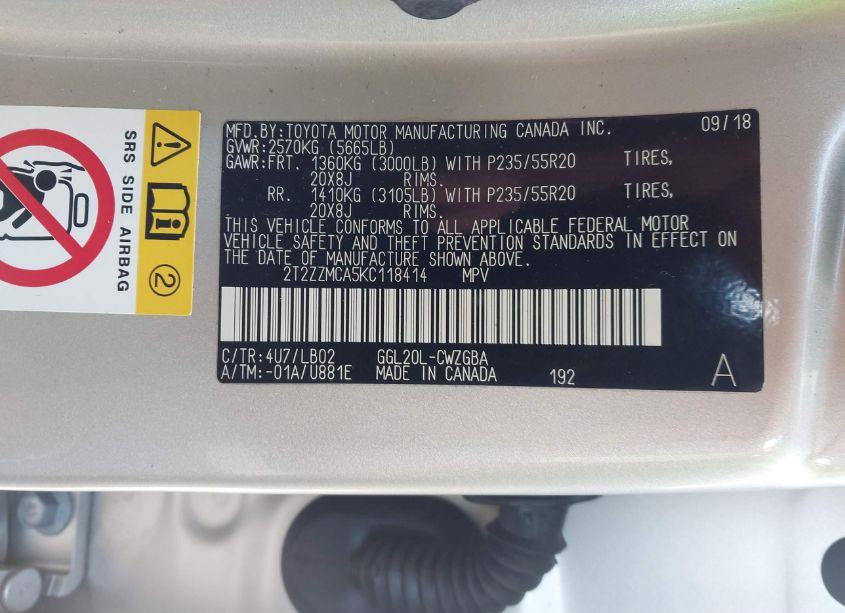 SRS SIDE AIRBAG
2
MFD.BY:TOYOTA MOTOR MANUFACTURING CANADA INC. 09/18
GVWR:2570KG (5665LB)
GAWR:FRT. 1360KG (3000LB) WITH P235/55R20 TIRES,
20X8J RIMS.
RR. 1410KG (3105LB) WITH P235/55R20 TIRES,
20X8J RIMS.
THIS VEHICLE CONFORMS TO ALL APPLICABLE FEDERAL MOTOR
VEHICLE SAFETY AND THEFT PREVENTION STANDARDS IN EFFECT ON
THE DATE OF MANUFACTURE SHOWN ABOVE.
2T2ZZMCA5KC118414 MPV
C/TR:4U7/LB02 GGL20L-CWZGBA
A/TM:-01A/U881E MADE IN CANADA 192 A